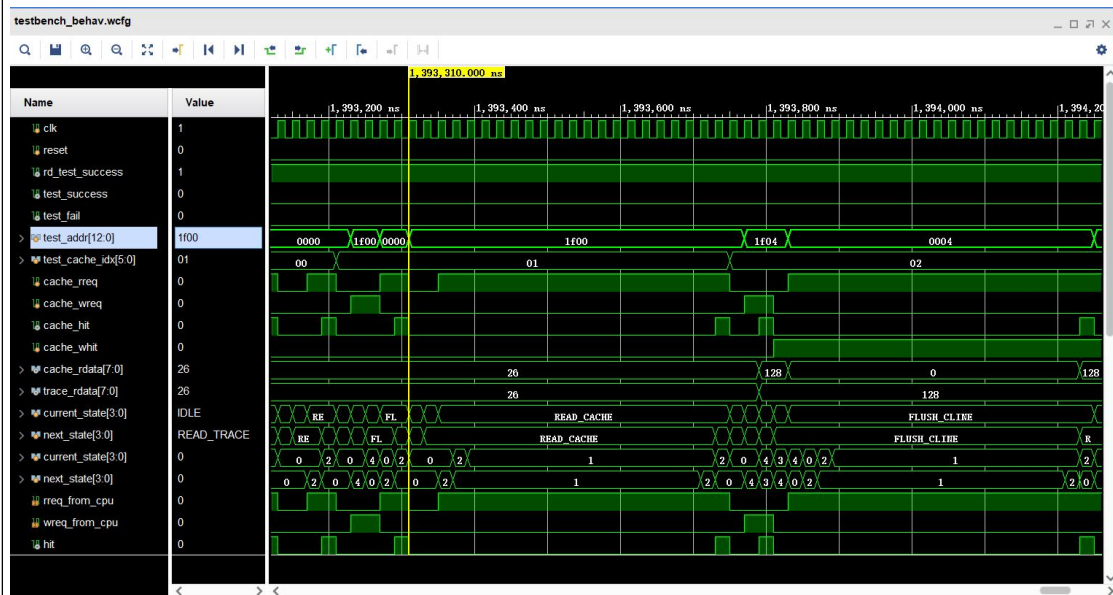 testbench_behav.wcfg
1,393,310.000 ns
Name Value
1,393,200 ns 1,393,400 ns 1,393,600 ns 1,393,800 ns 1,394,000 ns 1,394,20
clk 1
reset 0
rd_test_success 1
test_success 0
test_fail 0
test_addr[12:0] 1f00 0000 1f00 0000 1f00 1f04 0004
test_cache_idx[5:0] 01 00 01 02
cache_rreq 0
cache_wreq 0
cache_hit 0
cache_whit 0
cache_rdata[7:0] 26 26 128 0 128
trace_rdata[7:0] 26 26 128
current_state[3:0] IDLE RE FL READ_CACHE FLUSH_CLINE
next_state[3:0] READ_TRACE RE FL READ_CACHE FLUSH_CLINE R
current_state[3:0] 0 0 2 0 4 0 2 0 2 1 2 0 4 3 4 0 2 1 2
next_state[3:0] 0 0 2 0 4 0 2 0 2 1 2 0 4 3 4 0 2 1 2 0
rreq_from_cpu 0
wreq_from_cpu 0
hit 0